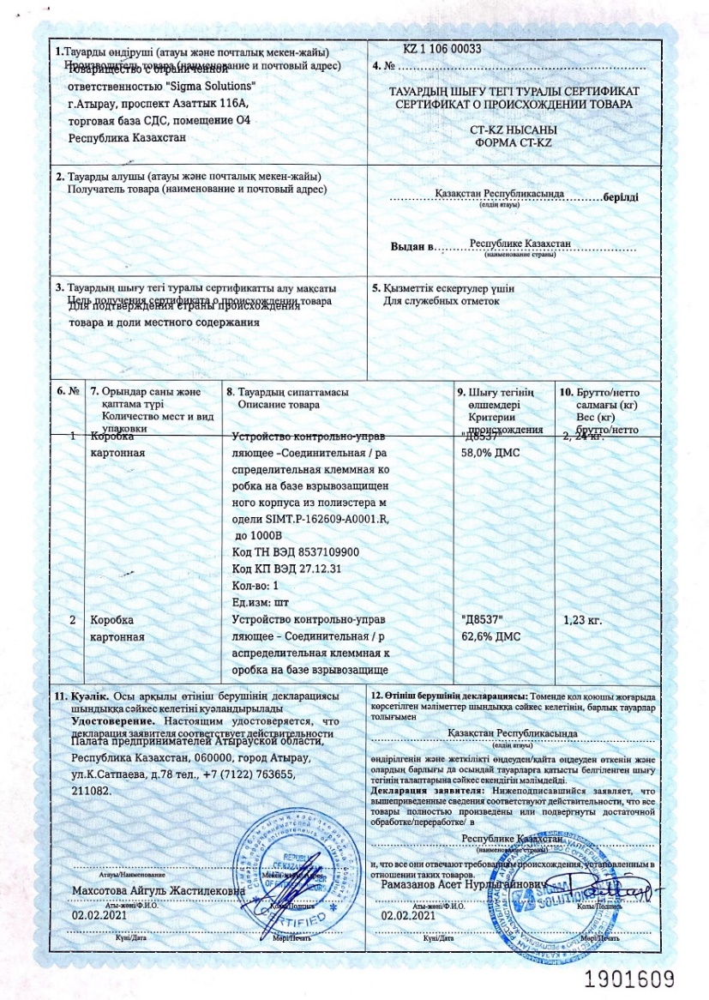 1.Тауарды өндіруші (атауы және почталық мекен-жайы)
Производитель товара (наименование и почтовый адрес)
Товарищество с ограниченной
ответственностью "Sigma Solutions"
г.Атырау, проспект Азаттык 116А,
торговая база СДС, помещение О4
Республика Казахстан
KZ 1 106 00033
4. №
ТАУАРДЫҢ ШЫҒУ ТЕГІ ТУРАЛЫ СЕРТИФИКАТ
СЕРТИФИКАТ О ПРОИСХОЖДЕНИИ ТОВАРА
СТ-KZ НЫСАНЫ
ФОРМА СТ-KZ
2. Тауарды алушы (атауы және почталық мекен-жайы)
Получатель товара (наименование и почтовый адрес)
Қазақстан Республикасында берілді
(елдің атауы)
Выдан в Республике Казахстан
(наименование страны)
3. Тауардың шығу тегі туралы сертификатты алу мақсаты
Цель получения сертификата о происхождении товара
Для подтверждения страны происхождения
товара и доли местного содержания
5. Қызметтік ескертулер үшін
Для служебных отметок
6. №
7. Орындар саны және
қаптама түрі
Количество мест и вид
упаковки
8. Тауардың сипаттамасы
Описание товара
9. Шығу тегінің
өлшемдері
Критерии
происхождения
10. Брутто/нетто
салмағы (кг)
Вес (кг)
брутто/нетто
1 Коробка Устройство контрольно-управ "Д8537" 2, 24 кг.
картонная ляющее –Соединительная / ра 58,0% ДМС
спределительная клеммная ко
робка на базе взрывозащищен
ного корпуса из полиэстера м
одели SIMT.P-162609-A0001.R,
до 1000В
Код ТН ВЭД 8537109900
Код КП ВЭД 27.12.31
Кол-во: 1
Ед.изм: шт
2 Коробка Устройство контрольно-управ "Д8537" 1,23 кг.
картонная ляющее – Соединительная / р 62,6% ДМС
аспределительная клеммная к
оробка на базе взрывозащище
11. Куәлік. Осы арқылы өтініш берушінің декларациясы
шындыққа сәйкес келетіні куәландырылады
Удостоверение. Настоящим удостоверяется, что
декларация заявителя соответствует действительности
Палата предпринимателей Атырауской области,
Республика Казахстан, 060000, город Атырау,
ул.К.Сатпаева, д.78 тел., +7 (7122) 763655,
211082.
Атауы/Наименование
Махсотова Айгуль Жастилековна
Аты-жөні/Ф.И.О.
Қолы/Подпись
02.02.2021
Күні/Дата
Мөрі/Печать
CERTIFIED
12. Өтініш берушінің декларациясы: Төменде қол қоюшы жоғарыда
көрсетілген мәліметтер шындыққа сәйкес келетінін, барлық тауарлар
толығымен
Қазақстан Республикасында
(елдің атауы)
өндірілгенін және жеткілікті өңдеуден/қайта өңдеуден өткенін және
олардың барлығы да осындай тауарларға қатысты белгіленген шығу
тегінің талаптарына сәйкес екендігін мәлімдейді.
Декларация заявителя: Нижеподписавшийся заявляет, что
вышеприведенные сведения соответствуют действительности, что все
товары полностью произведены или подвергнуты достаточной
обработке/переработке/ в
Республике Казахстан
(наименование страны)
и, что все они отвечают требованиям происхождения, установленным в
отношении таких товаров.
Рамазанов Асет Нурлыгайнович
Аты-жөні/Ф.И.О.
Қолы/Подпись
02.02.2021
Күні/Дата
Мөрі/Печать
SIGMA
SOLUTIONS
1901609